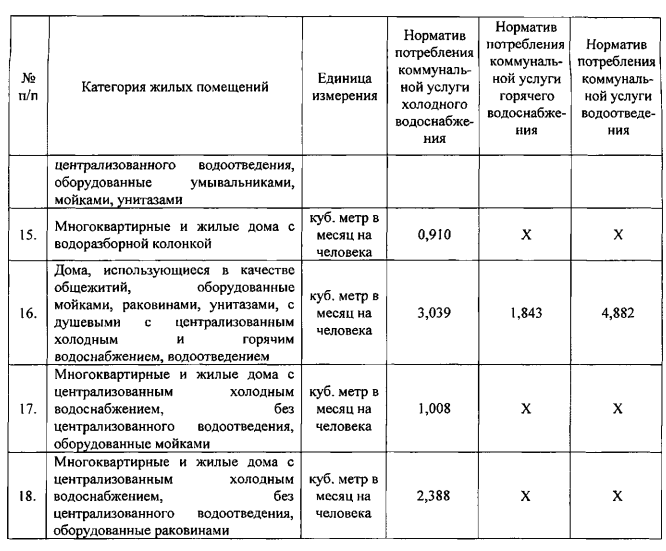 №
п/п
Категория жилых помещений
Единица
измерения
Норматив
потребления
коммуналь-
ной услуги
холодного
водоснабже-
ния
Норматив
потребления
коммуналь-
ной услуги
горячего
водоснабже-
ния
Норматив
потребления
коммуналь-
ной услуги
водоотведе-
ния
централизованного водоотведения,
оборудованные умывальниками,
мойками, унитазами
15.
Многоквартирные и жилые дома с
водоразборной колонкой
куб. метр в
месяц на
человека
0,910
X
X
16.
Дома, использующиеся в качестве
общежитий, оборудованные
мойками, раковинами, унитазами, с
душевыми с централизованным
холодным и горячим
водоснабжением, водоотведением
куб. метр в
месяц на
человека
3,039
1,843
4,882
17.
Многоквартирные и жилые дома с
централизованным холодным
водоснабжением, без
централизованного водоотведения,
оборудованные мойками
куб. метр в
месяц на
человека
1,008
X
X
18.
Многоквартирные и жилые дома с
централизованным холодным
водоснабжением, без
централизованного водоотведения,
оборудованные раковинами
куб. метр в
месяц на
человека
2,388
X
X